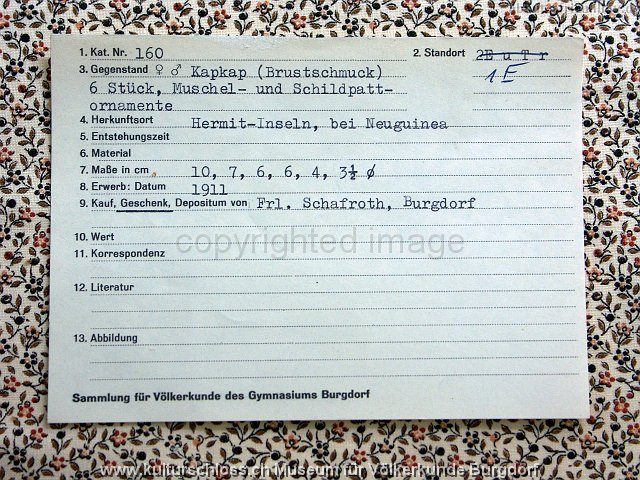 1. Kat. Nr. 160 2. Standort 2E u T r
1E
3. Gegenstand ♀ ♂ Kapkap (Brustschmuck)
6 Stück, Muschel- und Schildpatt-
ornamente
4. Herkunftsort Hermit-Inseln, bei Neuguinea
5. Entstehungszeit
6. Material
7. Maße in cm 10, 7, 6, 6, 4, 3½ ø
8. Erwerb: Datum 1911
9. Kauf, Geschenk, Depositum von Frl. Schafroth, Burgdorf
10. Wert
copyrighted image
11. Korrespondenz
12. Literatur
13. Abbildung
Sammlung für Völkerkunde des Gymnasiums Burgdorf
www.kulturschloss.ch Museum für Völkerkunde Burgdorf